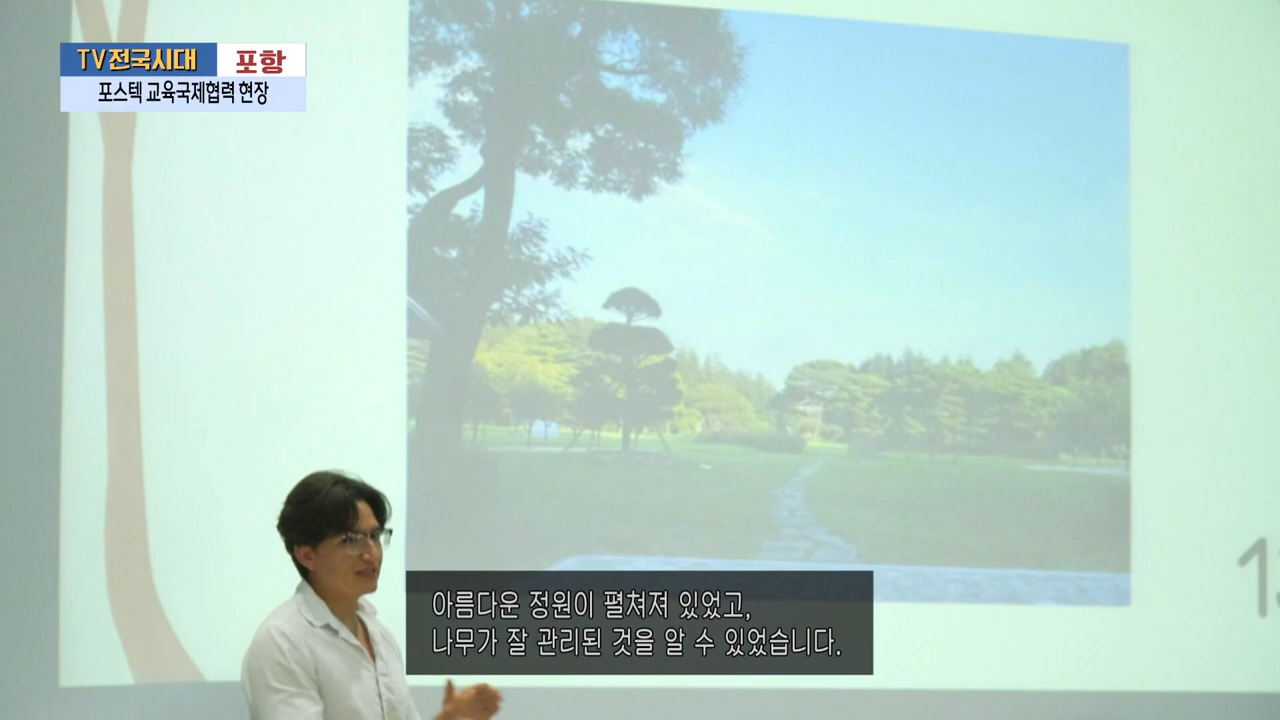 TV전국시대 포항
포스텍 교육국제협력 현장
아름다운 정원이 펼쳐져 있었고,
나무가 잘 관리된 것을 알 수 있었습니다.